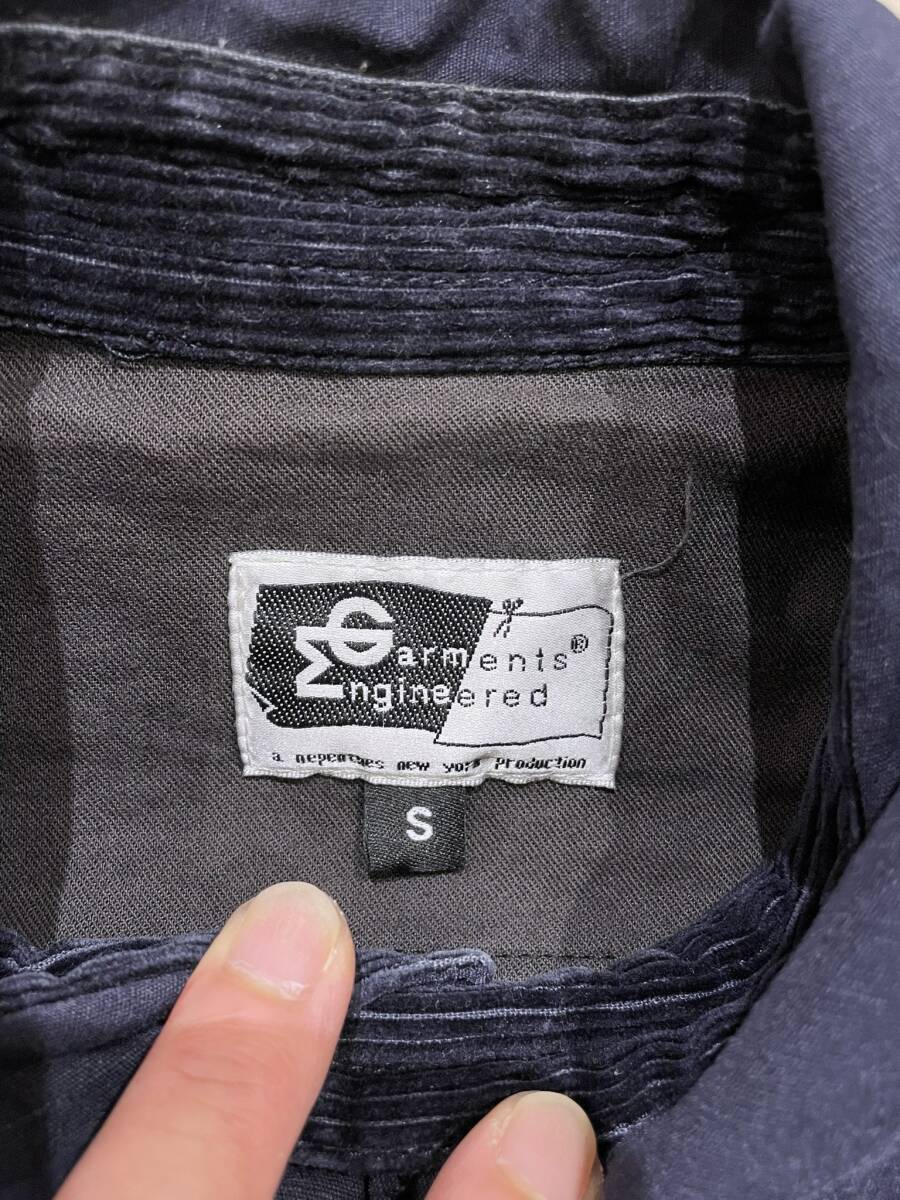 Garments®
Engineered
a nepenthes new york Production
S